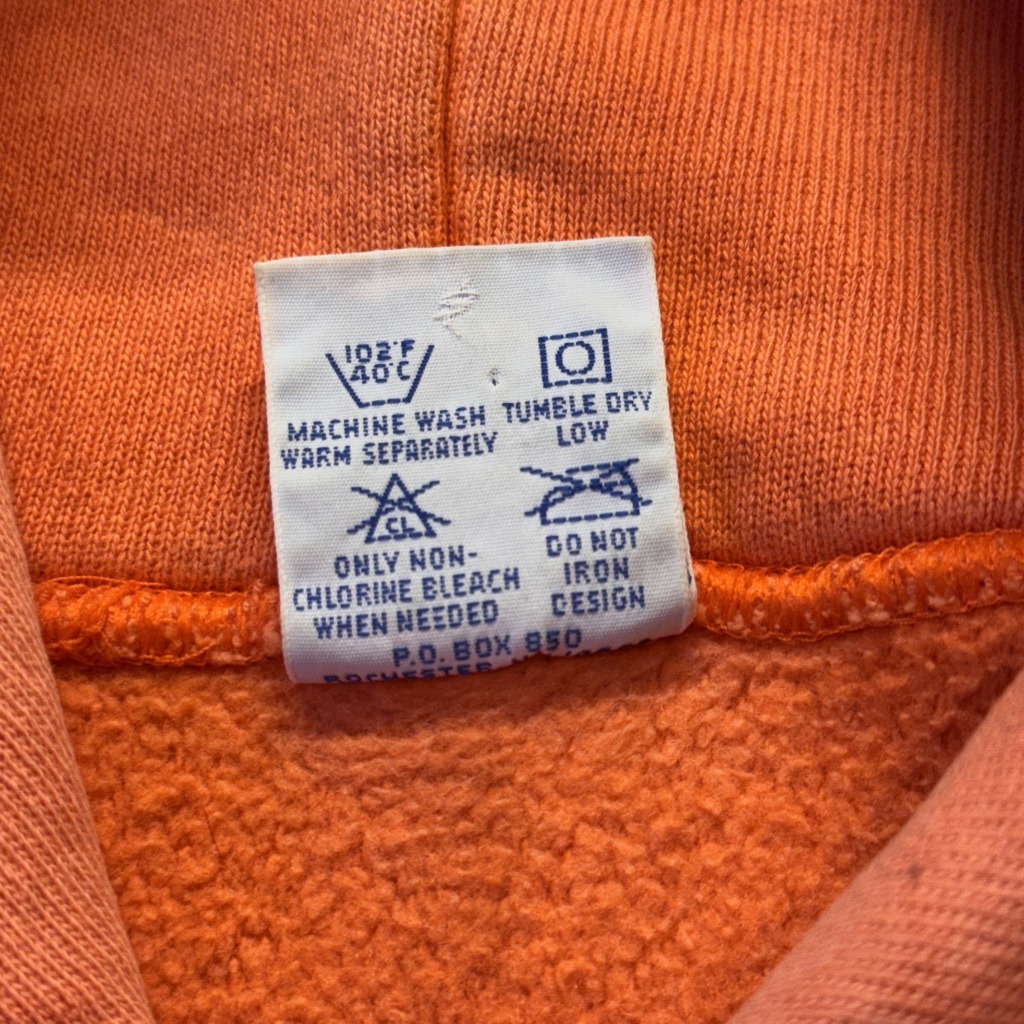 102°F
40°C
MACHINE WASH
WARM SEPARATELY
TUMBLE DRY
LOW
CL
ONLY NON-
CHLORINE BLEACH
WHEN NEEDED
DO NOT
IRON
DESIGN
P.O. BOX 850
ROCHESTER